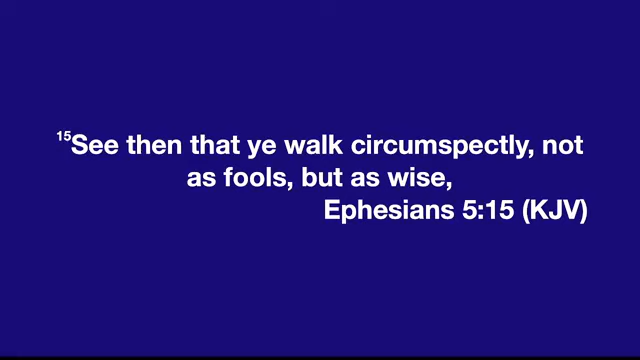 15See then that ye walk circumspectly, not
as fools, but as wise,
Ephesians 5:15 (KJV)